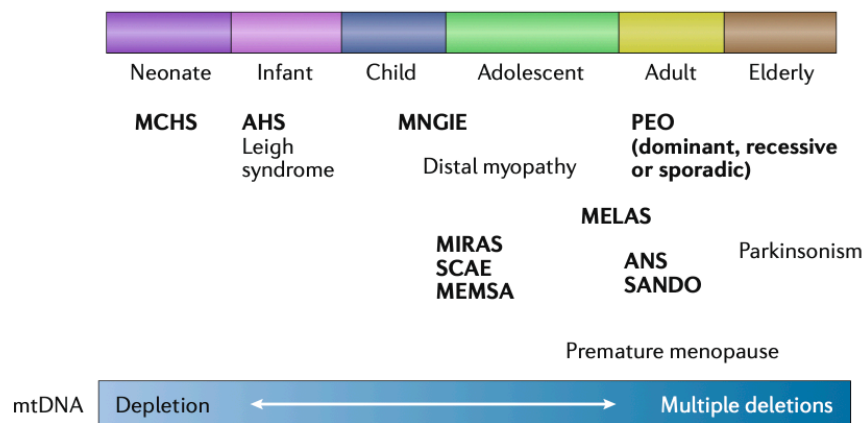 Neonate Infant Child Adolescent Adult Elderly
MCHS AHS MNGIE PEO
Leigh (dominant, recessive
syndrome Distal myopathy or sporadic)
MELAS
MIRAS Parkinsonism
SCAE ANS
MEMSA SANDO
Premature menopause
mtDNA Depletion Multiple deletions